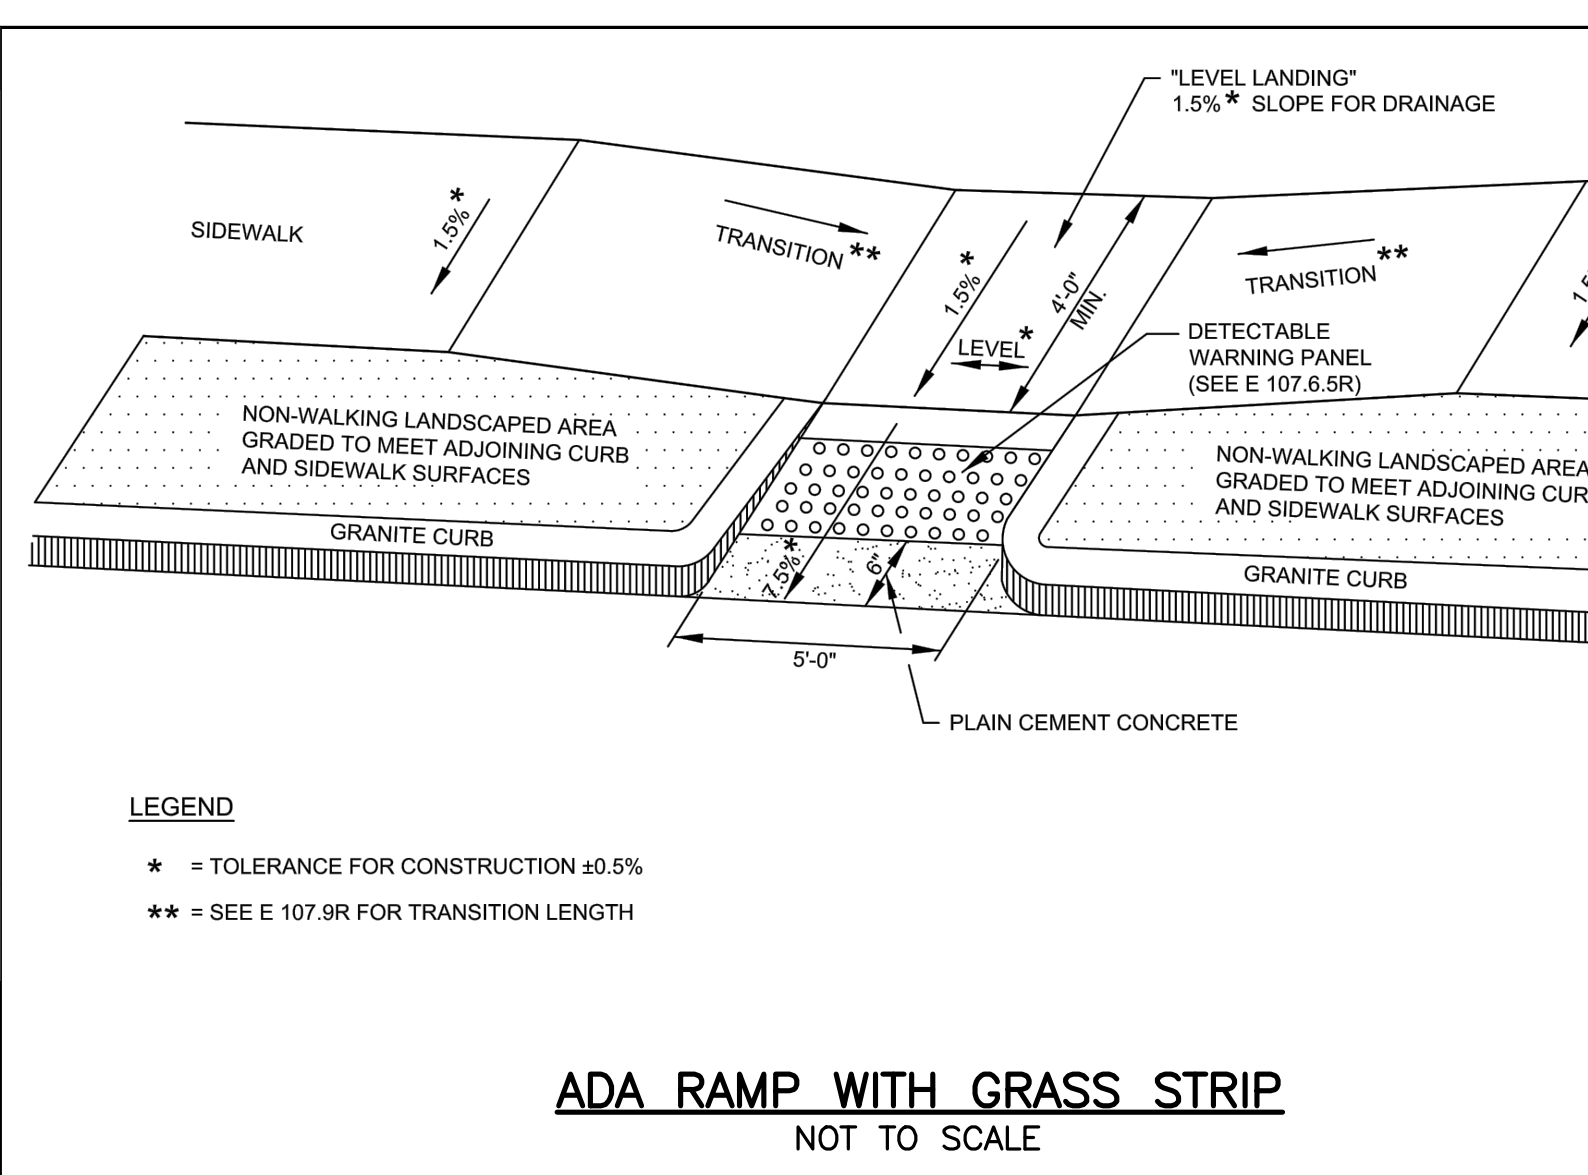 "LEVEL LANDING"
1.5%* SLOPE FOR DRAINAGE
SIDEWALK
1.5%*
TRANSITION**
1.5%*
4'-0"
MIN.
LEVEL*
TRANSITION**
DETECTABLE
WARNING PANEL
(SEE E 107.6.5R)
NON-WALKING LANDSCAPED AREA
GRADED TO MEET ADJOINING CURB
AND SIDEWALK SURFACES
NON-WALKING LANDSCAPED AREA
GRADED TO MEET ADJOINING CUR
AND SIDEWALK SURFACES
GRANITE CURB
7.5%*
6"
GRANITE CURB
5'-0"
PLAIN CEMENT CONCRETE
LEGEND
* = TOLERANCE FOR CONSTRUCTION ±0.5%
** = SEE E 107.9R FOR TRANSITION LENGTH
ADA RAMP WITH GRASS STRIP
NOT TO SCALE